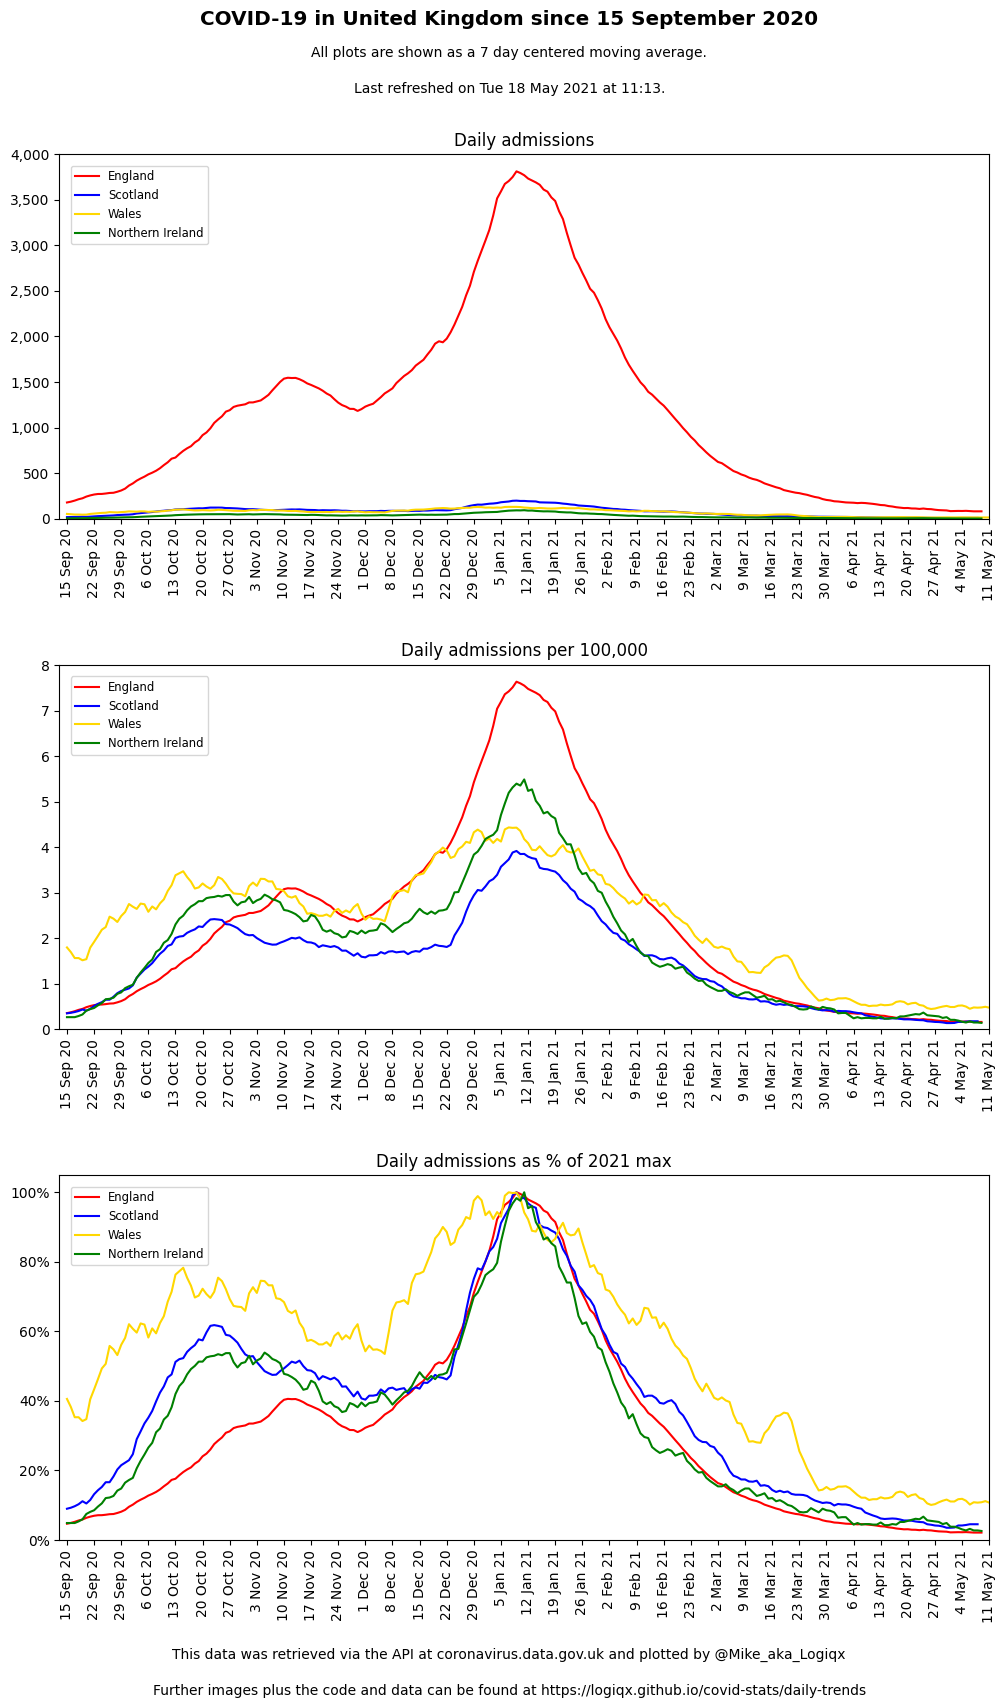 COVID-19 in United Kingdom since 15 September 2020
All plots are shown as a 7 day centered moving average.
Last refreshed on Tue 18 May 2021 at 11:13.
Daily admissions
4,000
3,500
3,000
2,500
2,000
1,500
1,000
500
0
England
Scotland
Wales
Northern Ireland
15 Sep 20
22 Sep 20
29 Sep 20
6 Oct 20
13 Oct 20
20 Oct 20
27 Oct 20
3 Nov 20
10 Nov 20
17 Nov 20
24 Nov 20
1 Dec 20
8 Dec 20
15 Dec 20
22 Dec 20
29 Dec 20
5 Jan 21
12 Jan 21
19 Jan 21
26 Jan 21
2 Feb 21
9 Feb 21
16 Feb 21
23 Feb 21
2 Mar 21
9 Mar 21
16 Mar 21
23 Mar 21
30 Mar 21
6 Apr 21
13 Apr 21
20 Apr 21
27 Apr 21
4 May 21
11 May 21
Daily admissions per 100,000
8
7
6
5
4
3
2
1
0
England
Scotland
Wales
Northern Ireland
15 Sep 20
22 Sep 20
29 Sep 20
6 Oct 20
13 Oct 20
20 Oct 20
27 Oct 20
3 Nov 20
10 Nov 20
17 Nov 20
24 Nov 20
1 Dec 20
8 Dec 20
15 Dec 20
22 Dec 20
29 Dec 20
5 Jan 21
12 Jan 21
19 Jan 21
26 Jan 21
2 Feb 21
9 Feb 21
16 Feb 21
23 Feb 21
2 Mar 21
9 Mar 21
16 Mar 21
23 Mar 21
30 Mar 21
6 Apr 21
13 Apr 21
20 Apr 21
27 Apr 21
4 May 21
11 May 21
Daily admissions as % of 2021 max
100%
80%
60%
40%
20%
0%
England
Scotland
Wales
Northern Ireland
15 Sep 20
22 Sep 20
29 Sep 20
6 Oct 20
13 Oct 20
20 Oct 20
27 Oct 20
3 Nov 20
10 Nov 20
17 Nov 20
24 Nov 20
1 Dec 20
8 Dec 20
15 Dec 20
22 Dec 20
29 Dec 20
5 Jan 21
12 Jan 21
19 Jan 21
26 Jan 21
2 Feb 21
9 Feb 21
16 Feb 21
23 Feb 21
2 Mar 21
9 Mar 21
16 Mar 21
23 Mar 21
30 Mar 21
6 Apr 21
13 Apr 21
20 Apr 21
27 Apr 21
4 May 21
11 May 21
This data was retrieved via the API at coronavirus.data.gov.uk and plotted by @Mike_aka_Logiqx
Further images plus the code and data can be found at https://logiqx.github.io/covid-stats/daily-trends